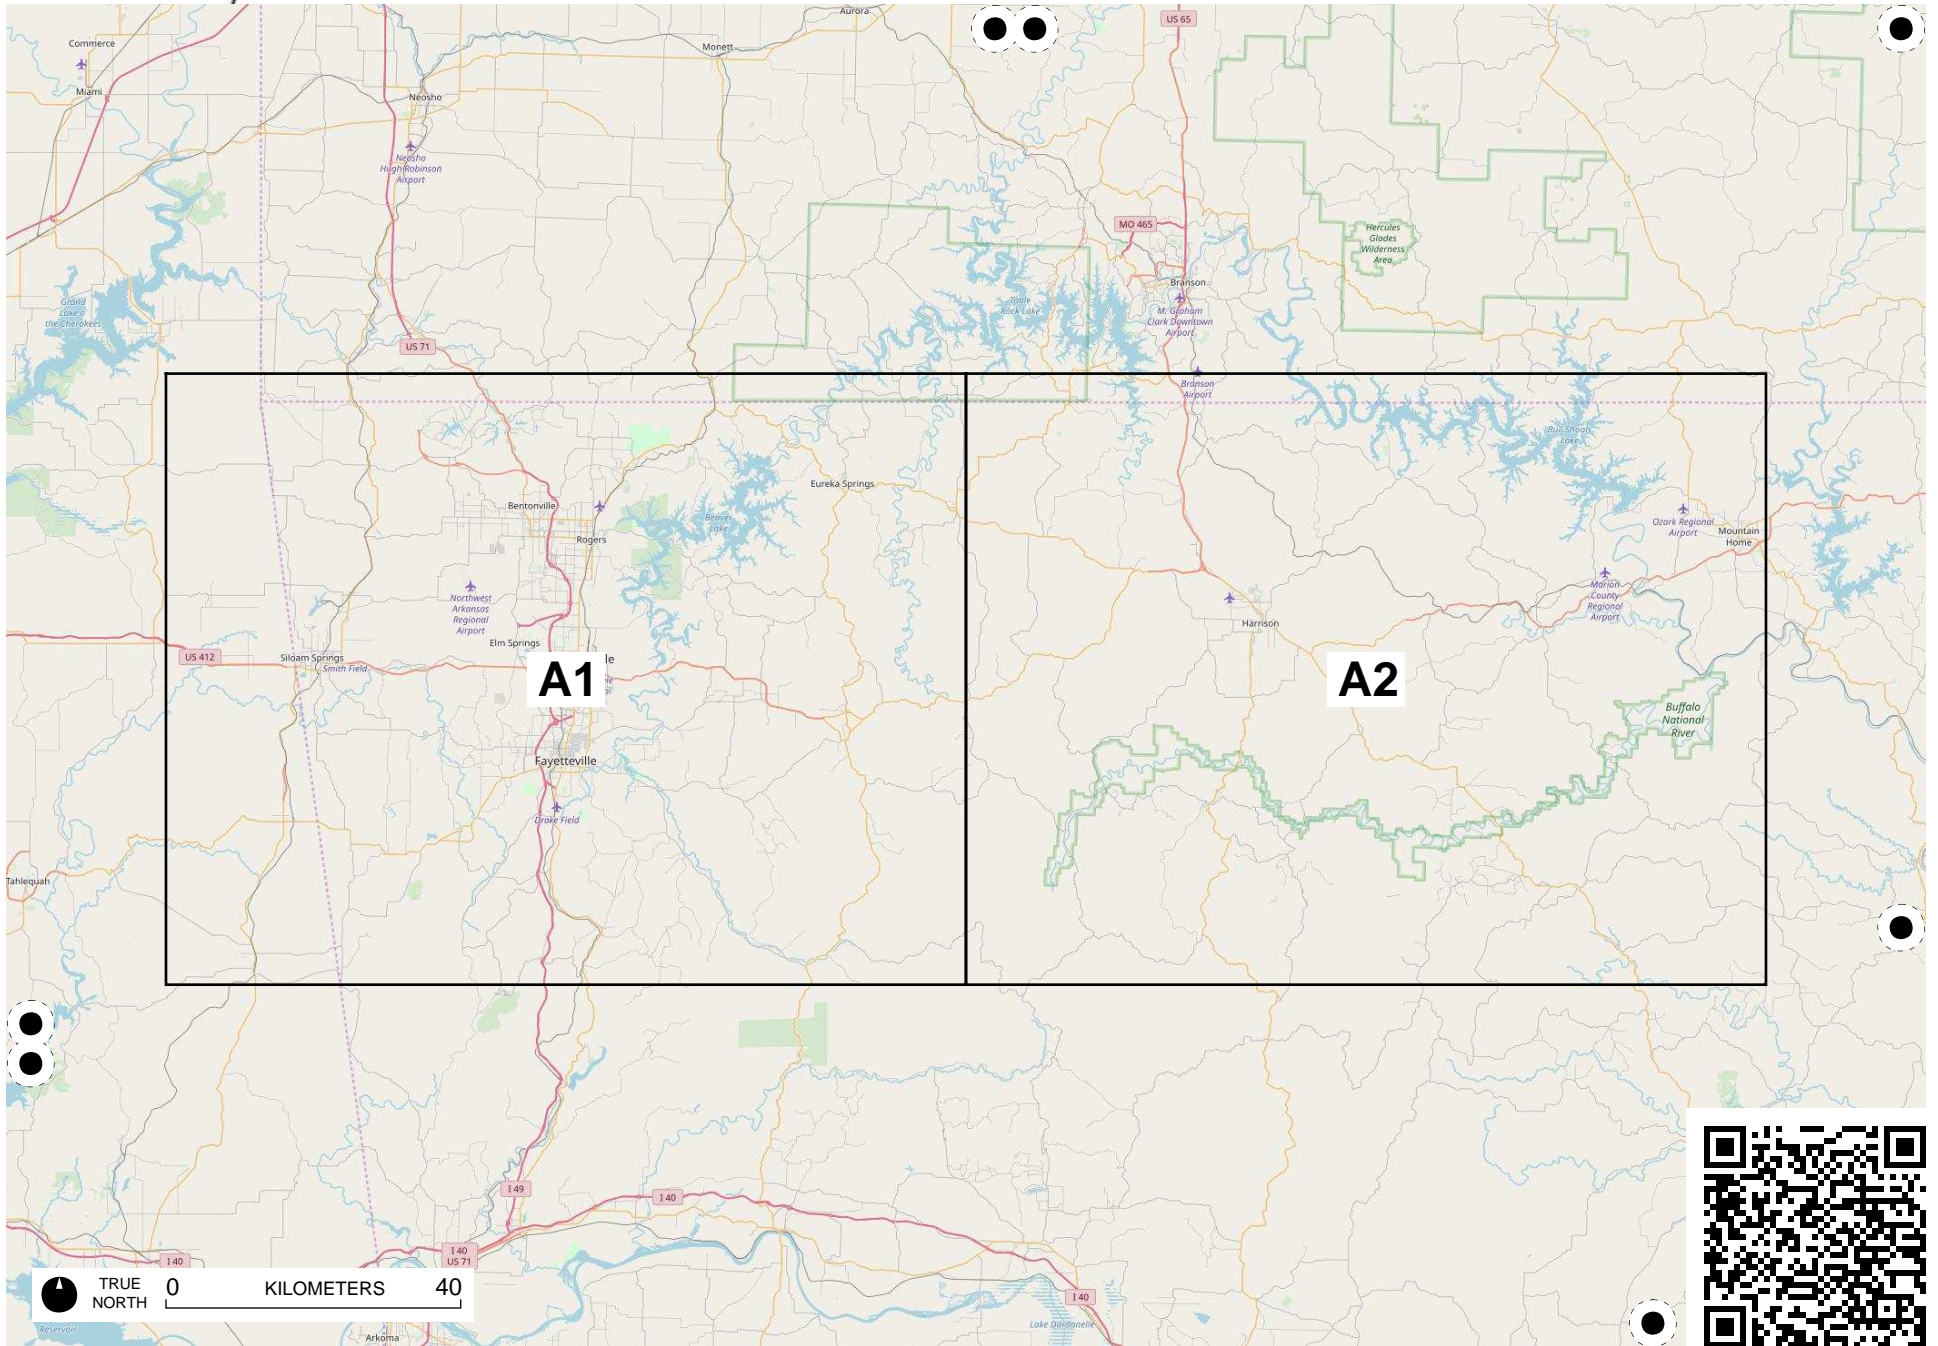 Aurora
US 65
Commerce
Monett
Miami
Neosho
Neosho
Hugh Robinson
Airport
MO 465
Hercules
Glades
Wilderness
Area
Branson
Grand
Lake o'
the Cherokees
Table
Rock Lake
M. Graham
Clark Downtown
Airport
US 71
Branson
Airport
Bull Shoals
Lake
Eureka Springs
Bentonville
Beaver
Lake
Ozark Regional
Airport
Mountain
Home
Rogers
Northwest
Arkansas
Regional
Airport
Marion
County
Regional
Airport
Harrison
Elm Springs
US 412
Siloam Springs
Smith Field
A1
A2
Buffalo
National
River
Fayetteville
Drake Field
Tahlequah
I 49
I 40
I 40
US 71
I 40
I 40
TRUE
NORTH
0
KILOMETERS
40
Reservoir
Arkoma
Lake Dardanelle